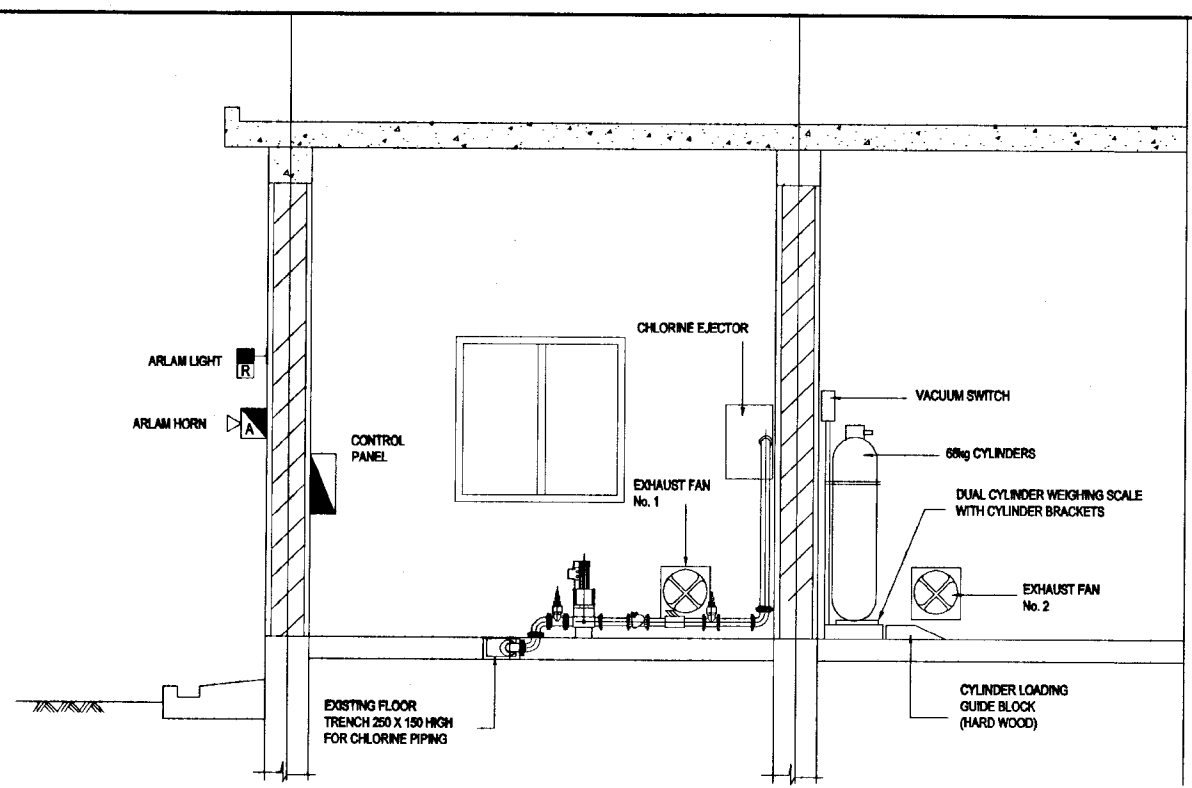 CHLORINE EJECTOR
ARLAM LIGHT
R
ARLAM HORN
A
CONTROL
PANEL
EXHAUST FAN
No. 1
VACUUM SWITCH
68kg CYLINDERS
DUAL CYLINDER WEIGHING SCALE
WITH CYLINDER BRACKETS
EXHAUST FAN
No. 2
EXISTING FLOOR
TRENCH 250 X 150 HIGH
FOR CHLORINE PIPING
CYLINDER LOADING
GUIDE BLOCK
(HARD WOOD)